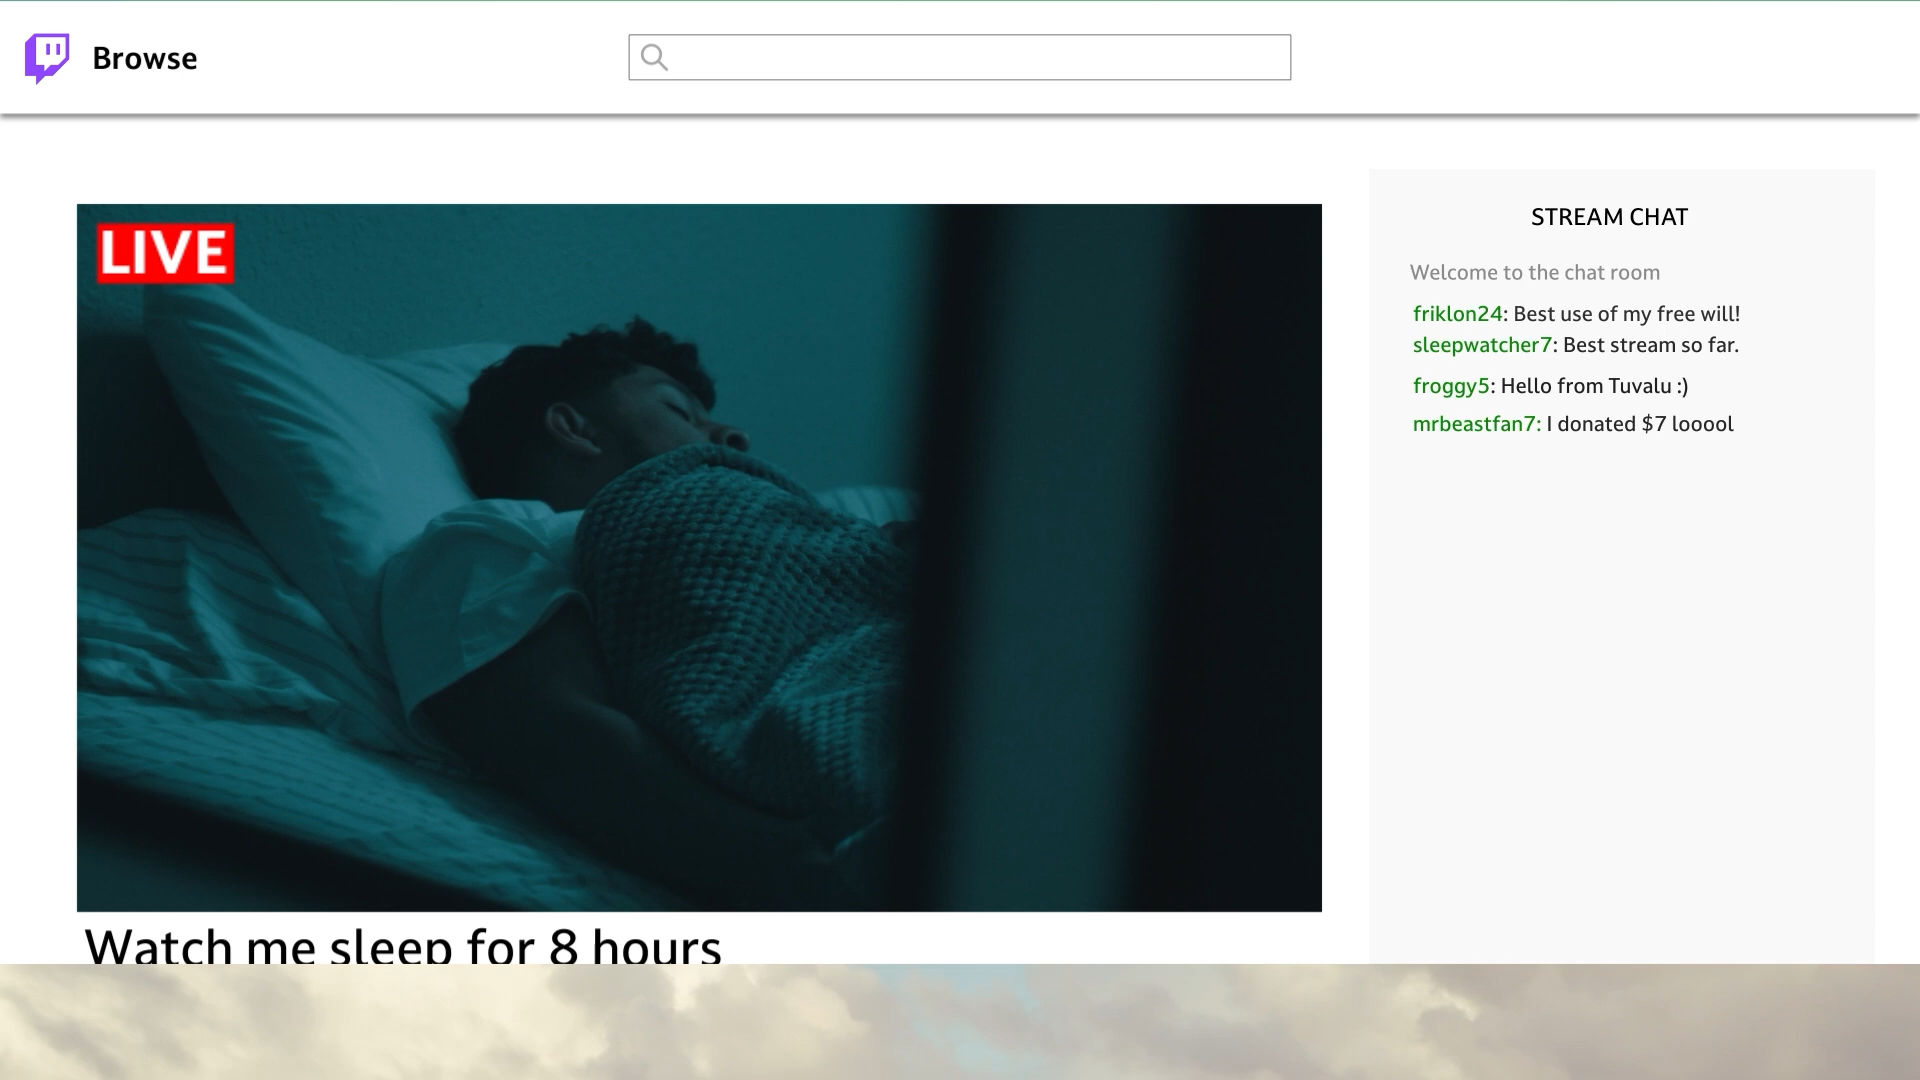 Browse
LIVE
STREAM CHAT
Welcome to the chat room
friklon24: Best use of my free will!
sleepwatcher7: Best stream so far.
froggy5: Hello from Tuvalu :)
mrbeastfan7: I donated $7 looool
Watch me sleep for 8 hours